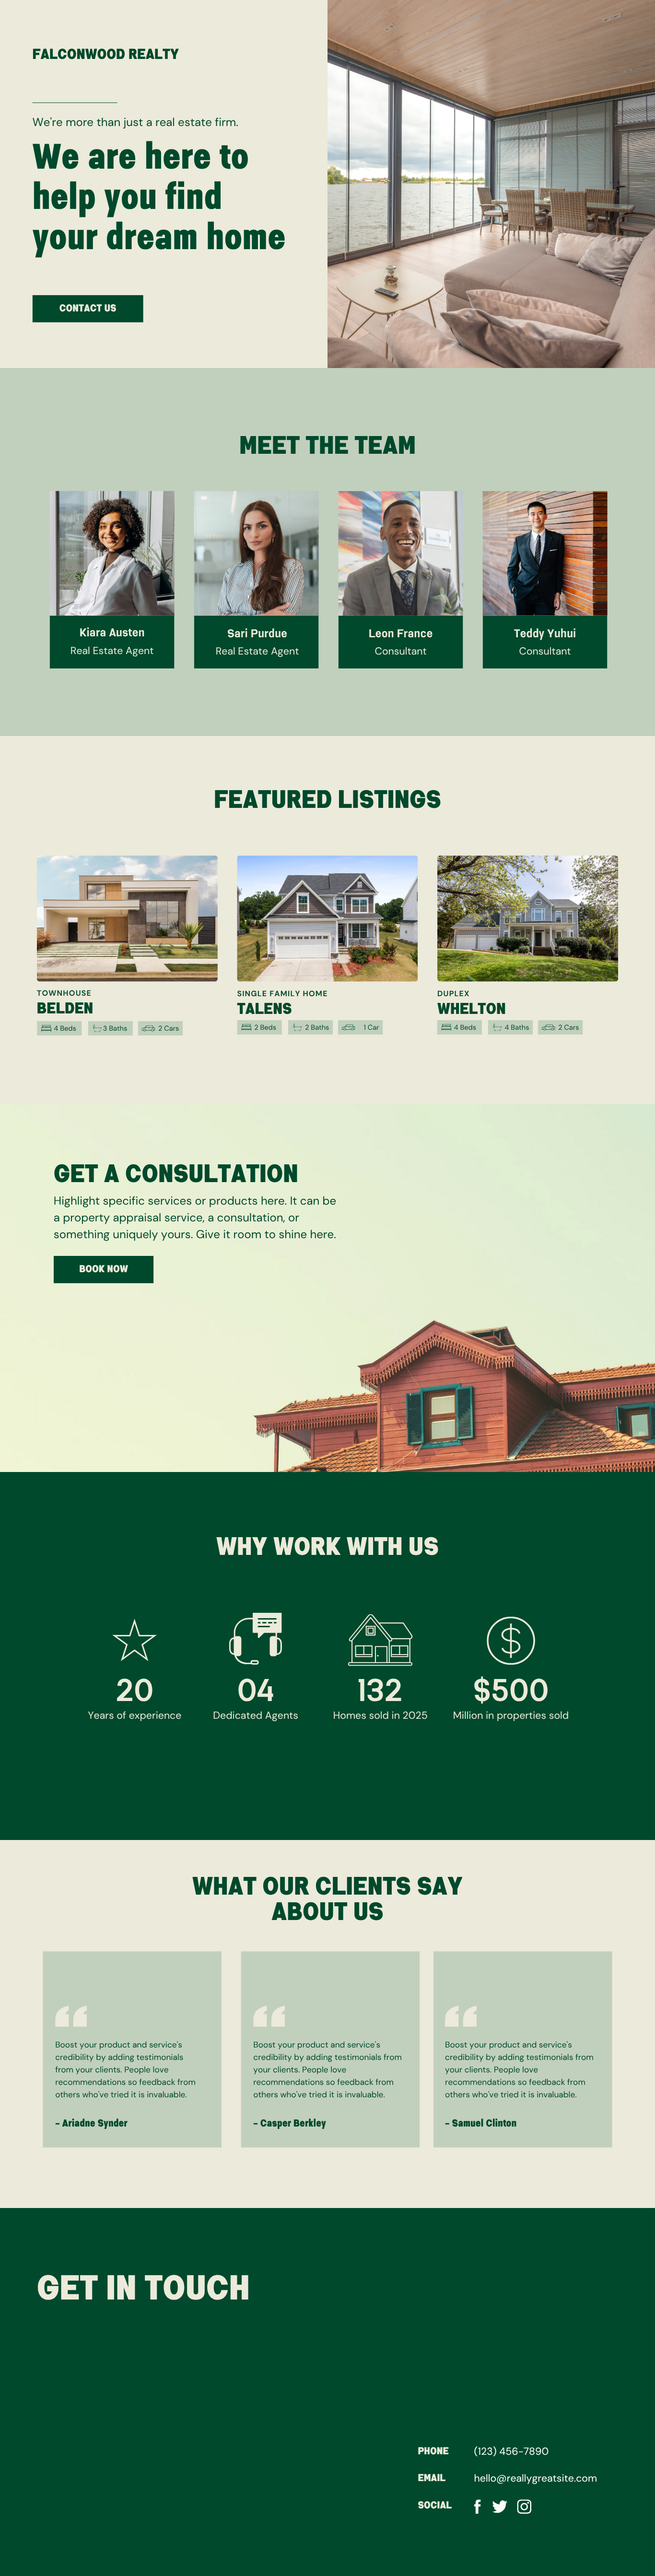 FALCONWOOD REALTY
We're more than just a real estate firm.
We are here to
help you find
your dream home
CONTACT US
MEET THE TEAM
Kiara Austen
Real Estate Agent
Sari Purdue
Real Estate Agent
Leon France
Consultant
Teddy Yuhui
Consultant
FEATURED LISTINGS
TOWNHOUSE
BELDEN
4 Beds
3 Baths
2 Cars
SINGLE FAMILY HOME
TALENS
2 Beds
2 Baths
1 Car
DUPLEX
WHELTON
4 Beds
4 Baths
2 Cars
GET A CONSULTATION
Highlight specific services or products here. It can be
a property appraisal service, a consultation, or
something uniquely yours. Give it room to shine here.
BOOK NOW
WHY WORK WITH US
20
Years of experience
04
Dedicated Agents
132
Homes sold in 2025
$500
Million in properties sold
WHAT OUR CLIENTS SAY
ABOUT US
Boost your product and service's
credibility by adding testimonials
from your clients. People love
recommendations so feedback from
others who've tried it is invaluable.
– Ariadne Synder
Boost your product and service's
credibility by adding testimonials from
your clients. People love
recommendations so feedback from
others who've tried it is invaluable.
– Casper Berkley
Boost your product and service's
credibility by adding testimonials from
your clients. People love
recommendations so feedback from
others who've tried it is invaluable.
– Samuel Clinton
GET IN TOUCH
PHONE (123) 456-7890
EMAIL hello@reallygreatsite.com
SOCIAL